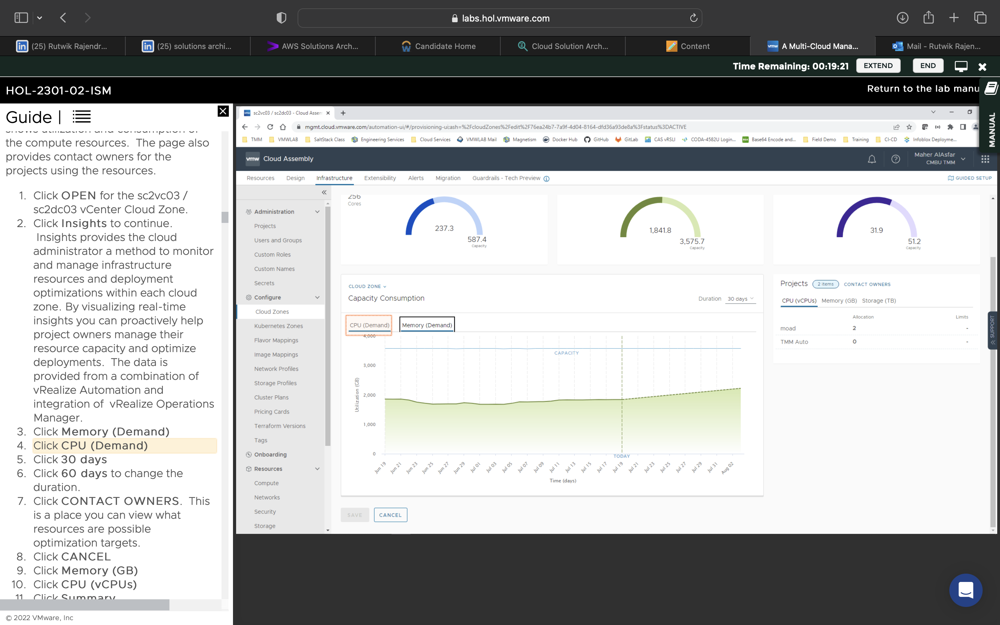 labs.hol.vmware.com
(25) Rutwik Rajendr...
(25) solutions archi...
AWS Solutions Arch...
Candidate Home
Cloud Solution Arch...
Content
vmw A Multi-Cloud Mana...
Mail - Rutwik Rajen...
Time Remaining: 00:19:21
EXTEND
END
HOL-2301-02-ISM
Return to the lab manu
MANUAL
Guide |
shows utilization and consumption of
the compute resources. The page also
provides contact owners for the
projects using the resources.
1. Click OPEN for the sc2vc03 /
sc2dc03 vCenter Cloud Zone.
2. Click Insights to continue.
Insights provides the cloud
administrator a method to monitor
and manage infrastructure
resources and deployment
optimizations within each cloud
zone. By visualizing real-time
insights you can proactively help
project owners manage their
resource capacity and optimize
deployments. The data is
provided from a combination of
vRealize Automation and
integration of vRealize Operations
Manager.
3. Click Memory (Demand)
4. Click CPU (Demand)
5. Click 30 days
6. Click 60 days to change the
duration.
7. Click CONTACT OWNERS. This
is a place you can view what
resources are possible
optimization targets.
8. Click CANCEL
9. Click Memory (GB)
10. Click CPU (vCPUs)
11. Click Summary
© 2022 VMware, Inc
sc2vc03 / sc2dc03 - Cloud Assem
mgmt.cloud.vmware.com/automation-ui/#/provisioning-ui;ash=%2FcloudZones%2Fedit%2F76ea24b7-7a9f-4d04-8164-dfd36a93de8a%3Fstatus%3DACTIVE
TMM
VMWLAB
SaltStack Class
Engineering Services
Cloud Services
VMWLAB Mail
Magnetism
Docker Hub
GitHub
GitLab
CAS vRSLI
CODA-4582U Login...
Base64 Encode and...
Field Demo
Training
CI-CD
Infoblox Deployme...
vmw Cloud Assembly
Maher AlAsfar
CMBU TMM
Resources
Design
Infrastructure
Extensibility
Alerts
Migration
Guardrails - Tech Preview
GUIDED SETUP
Administration
Projects
Users and Groups
Custom Roles
Custom Names
Secrets
Configure
Cloud Zones
Kubernetes Zones
Flavor Mappings
Image Mappings
Network Profiles
Storage Profiles
Cluster Plans
Pricing Cards
Terraform Versions
Tags
Onboarding
Resources
Compute
Networks
Security
Storage
256
Cores
237.3
587.4
Capacity
1,841.8
3,575.7
Capacity
31.9
51.2
Capacity
CLOUD ZONE
Capacity Consumption
Duration 30 days
CPU (Demand)
Memory (Demand)
4,000
3,000
2,000
1,000
0
Utilization (GB)
CAPACITY
TODAY
Jun 19
Jun 21
Jun 23
Jun 25
Jun 27
Jun 29
Jul 01
Jul 03
Jul 05
Jul 07
Jul 09
Jul 11
Jul 13
Jul 15
Jul 17
Jul 19
Jul 21
Jul 23
Jul 25
Jul 27
Jul 29
Jul 31
Aug 02
Time (days)
SAVE
CANCEL
Projects 2 items CONTACT OWNERS
CPU (vCPUs) Memory (GB) Storage (TB)
Allocation Limits
moad 2 -
TMM Auto 0 -
SUPPORT